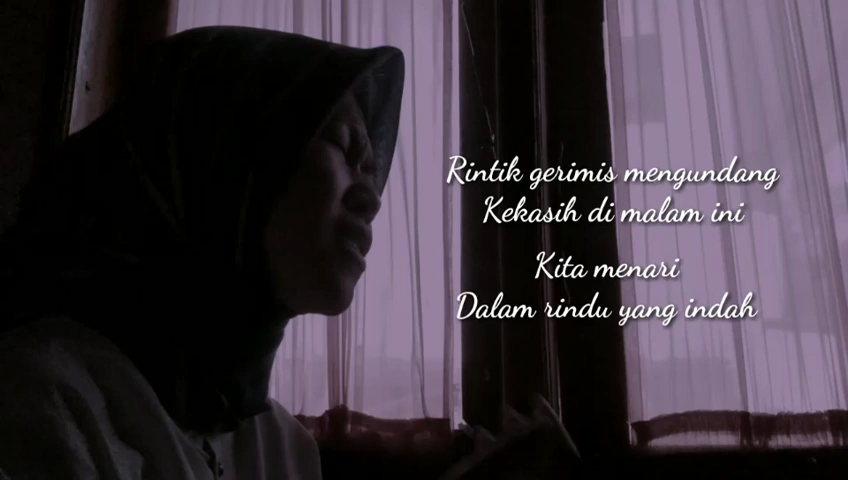 Rintik gerimis mengundang
Kekasih di malam ini
Kita menari
Dalam rindu yang indah